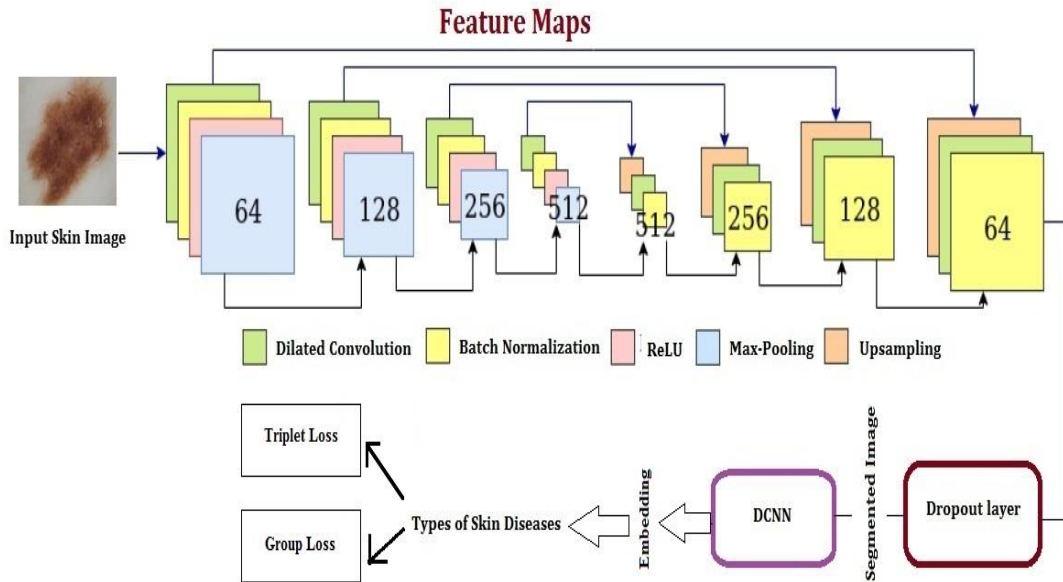 Feature Maps
Input Skin Image
64
128
256
512
512
256
128
64
Dilated Convolution
Batch Normalization
ReLU
Max-Pooling
Upsampling
Triplet Loss
Group Loss
Types of Skin Diseases
Embedding
DCNN
Segmented Image
Dropout layer